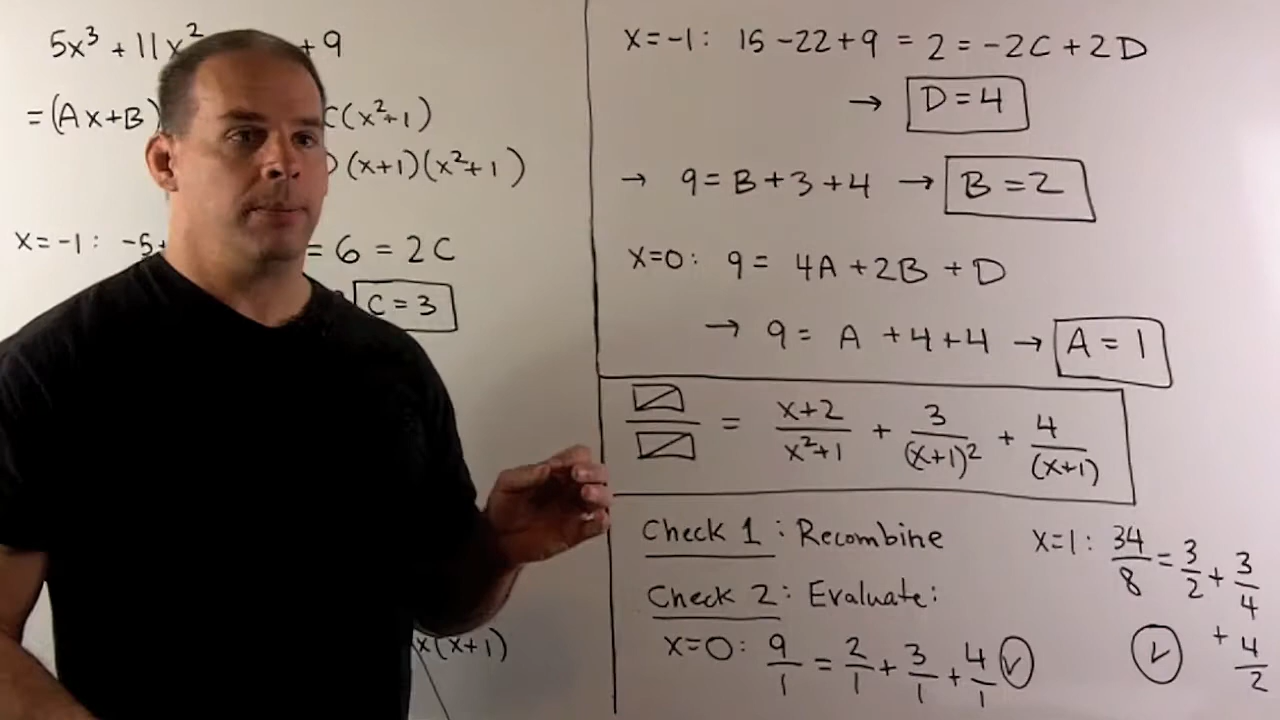 5x³ + 11x² + 9
= (Ax+B) C(x²+1)
D (x+1)(x²+1)
x=-1: -5+ = 6 = 2C
C = 3
x(x+1)
x=-1: 15 -22+9 = 2 = -2C + 2D
→ D = 4
→ 9 = B + 3 + 4 → B = 2
x=0: 9 = 4A + 2B + D
→ 9 = A + 4+4 → A = 1
= x+2/x²+1 + 3/(x+1)² + 4/(x+1)
Check 1: Recombine
Check 2: Evaluate:
x=0: 9/1 = 2/1 + 3/1 + 4/1 ✓
x=1: 34/8 = 3/2 + 3/4
+ 4/2
✓